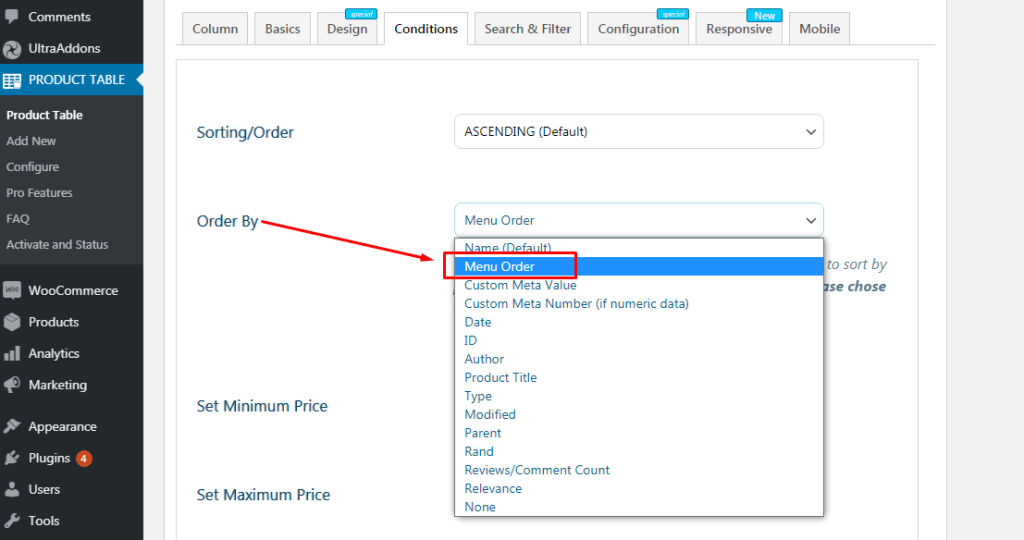 Comments
UltraAddons
PRODUCT TABLE
Product Table
Add New
Configure
Pro Features
FAQ
Activate and Status
WooCommerce
Products
Analytics
Marketing
Appearance
Plugins 4
Users
Tools
special
special
New
Column
Basics
Design
Conditions
Search & Filter
Configuration
Responsive
Mobile
Sorting/Order
ASCENDING (Default)
Order By
Menu Order
Name (Default)
Menu Order
to sort by
Custom Meta Value
ase chose
Custom Meta Number (if numeric data)
Date
ID
Author
Product Title
Type
Modified
Parent
Rand
Reviews/Comment Count
Relevance
None
Set Minimum Price
Set Maximum Price